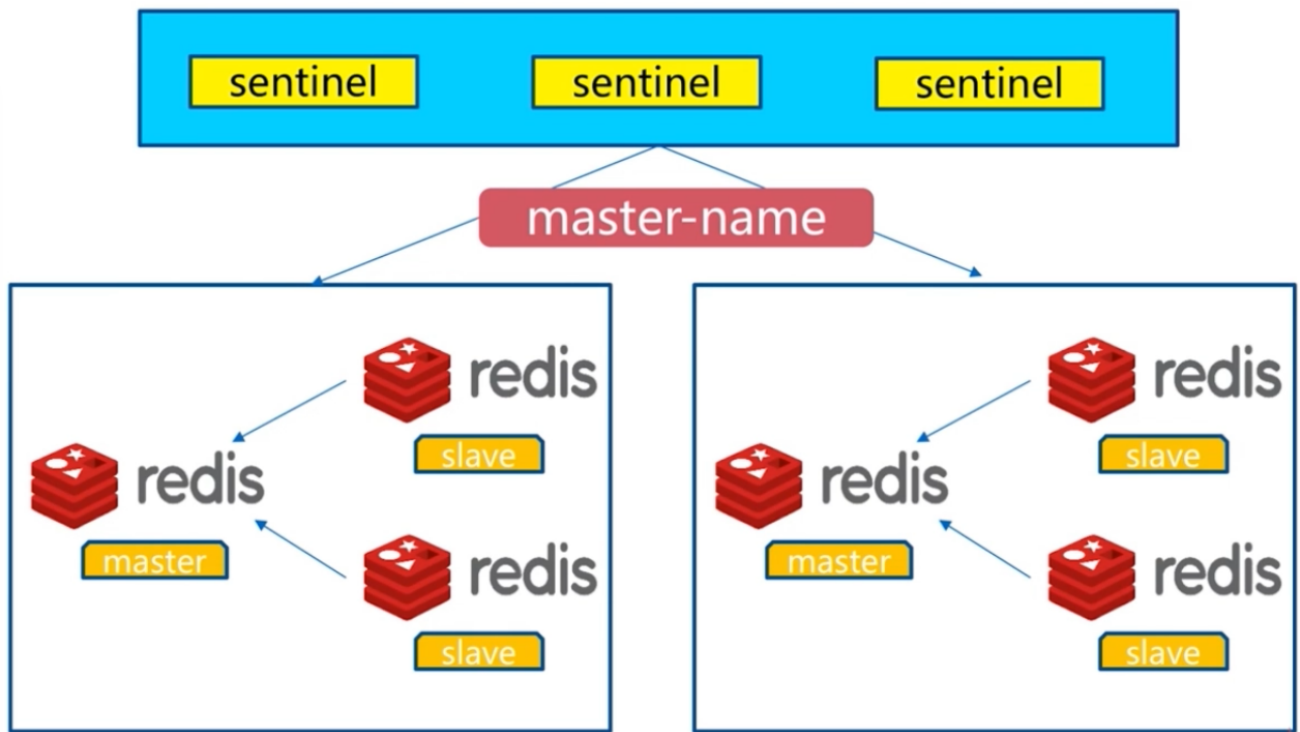 sentinel sentinel sentinel
master-name
redis redis
slave slave
redis redis
master master
redis redis
slave slave